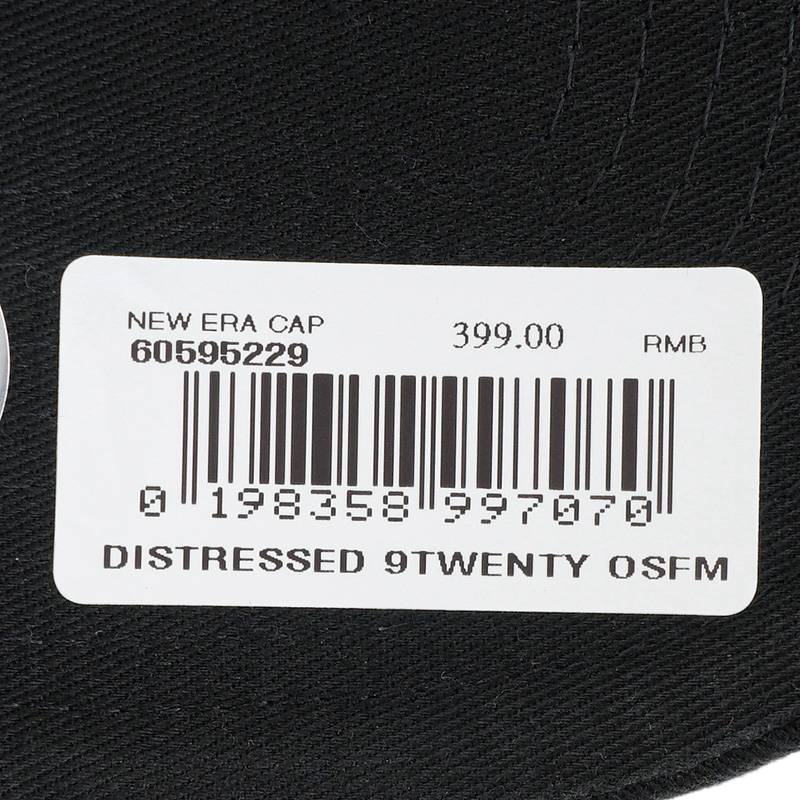 NEW ERA CAP 399.00 RMB
60595229
0 198358 997070
DISTRESSED 9TWENTY OSFM